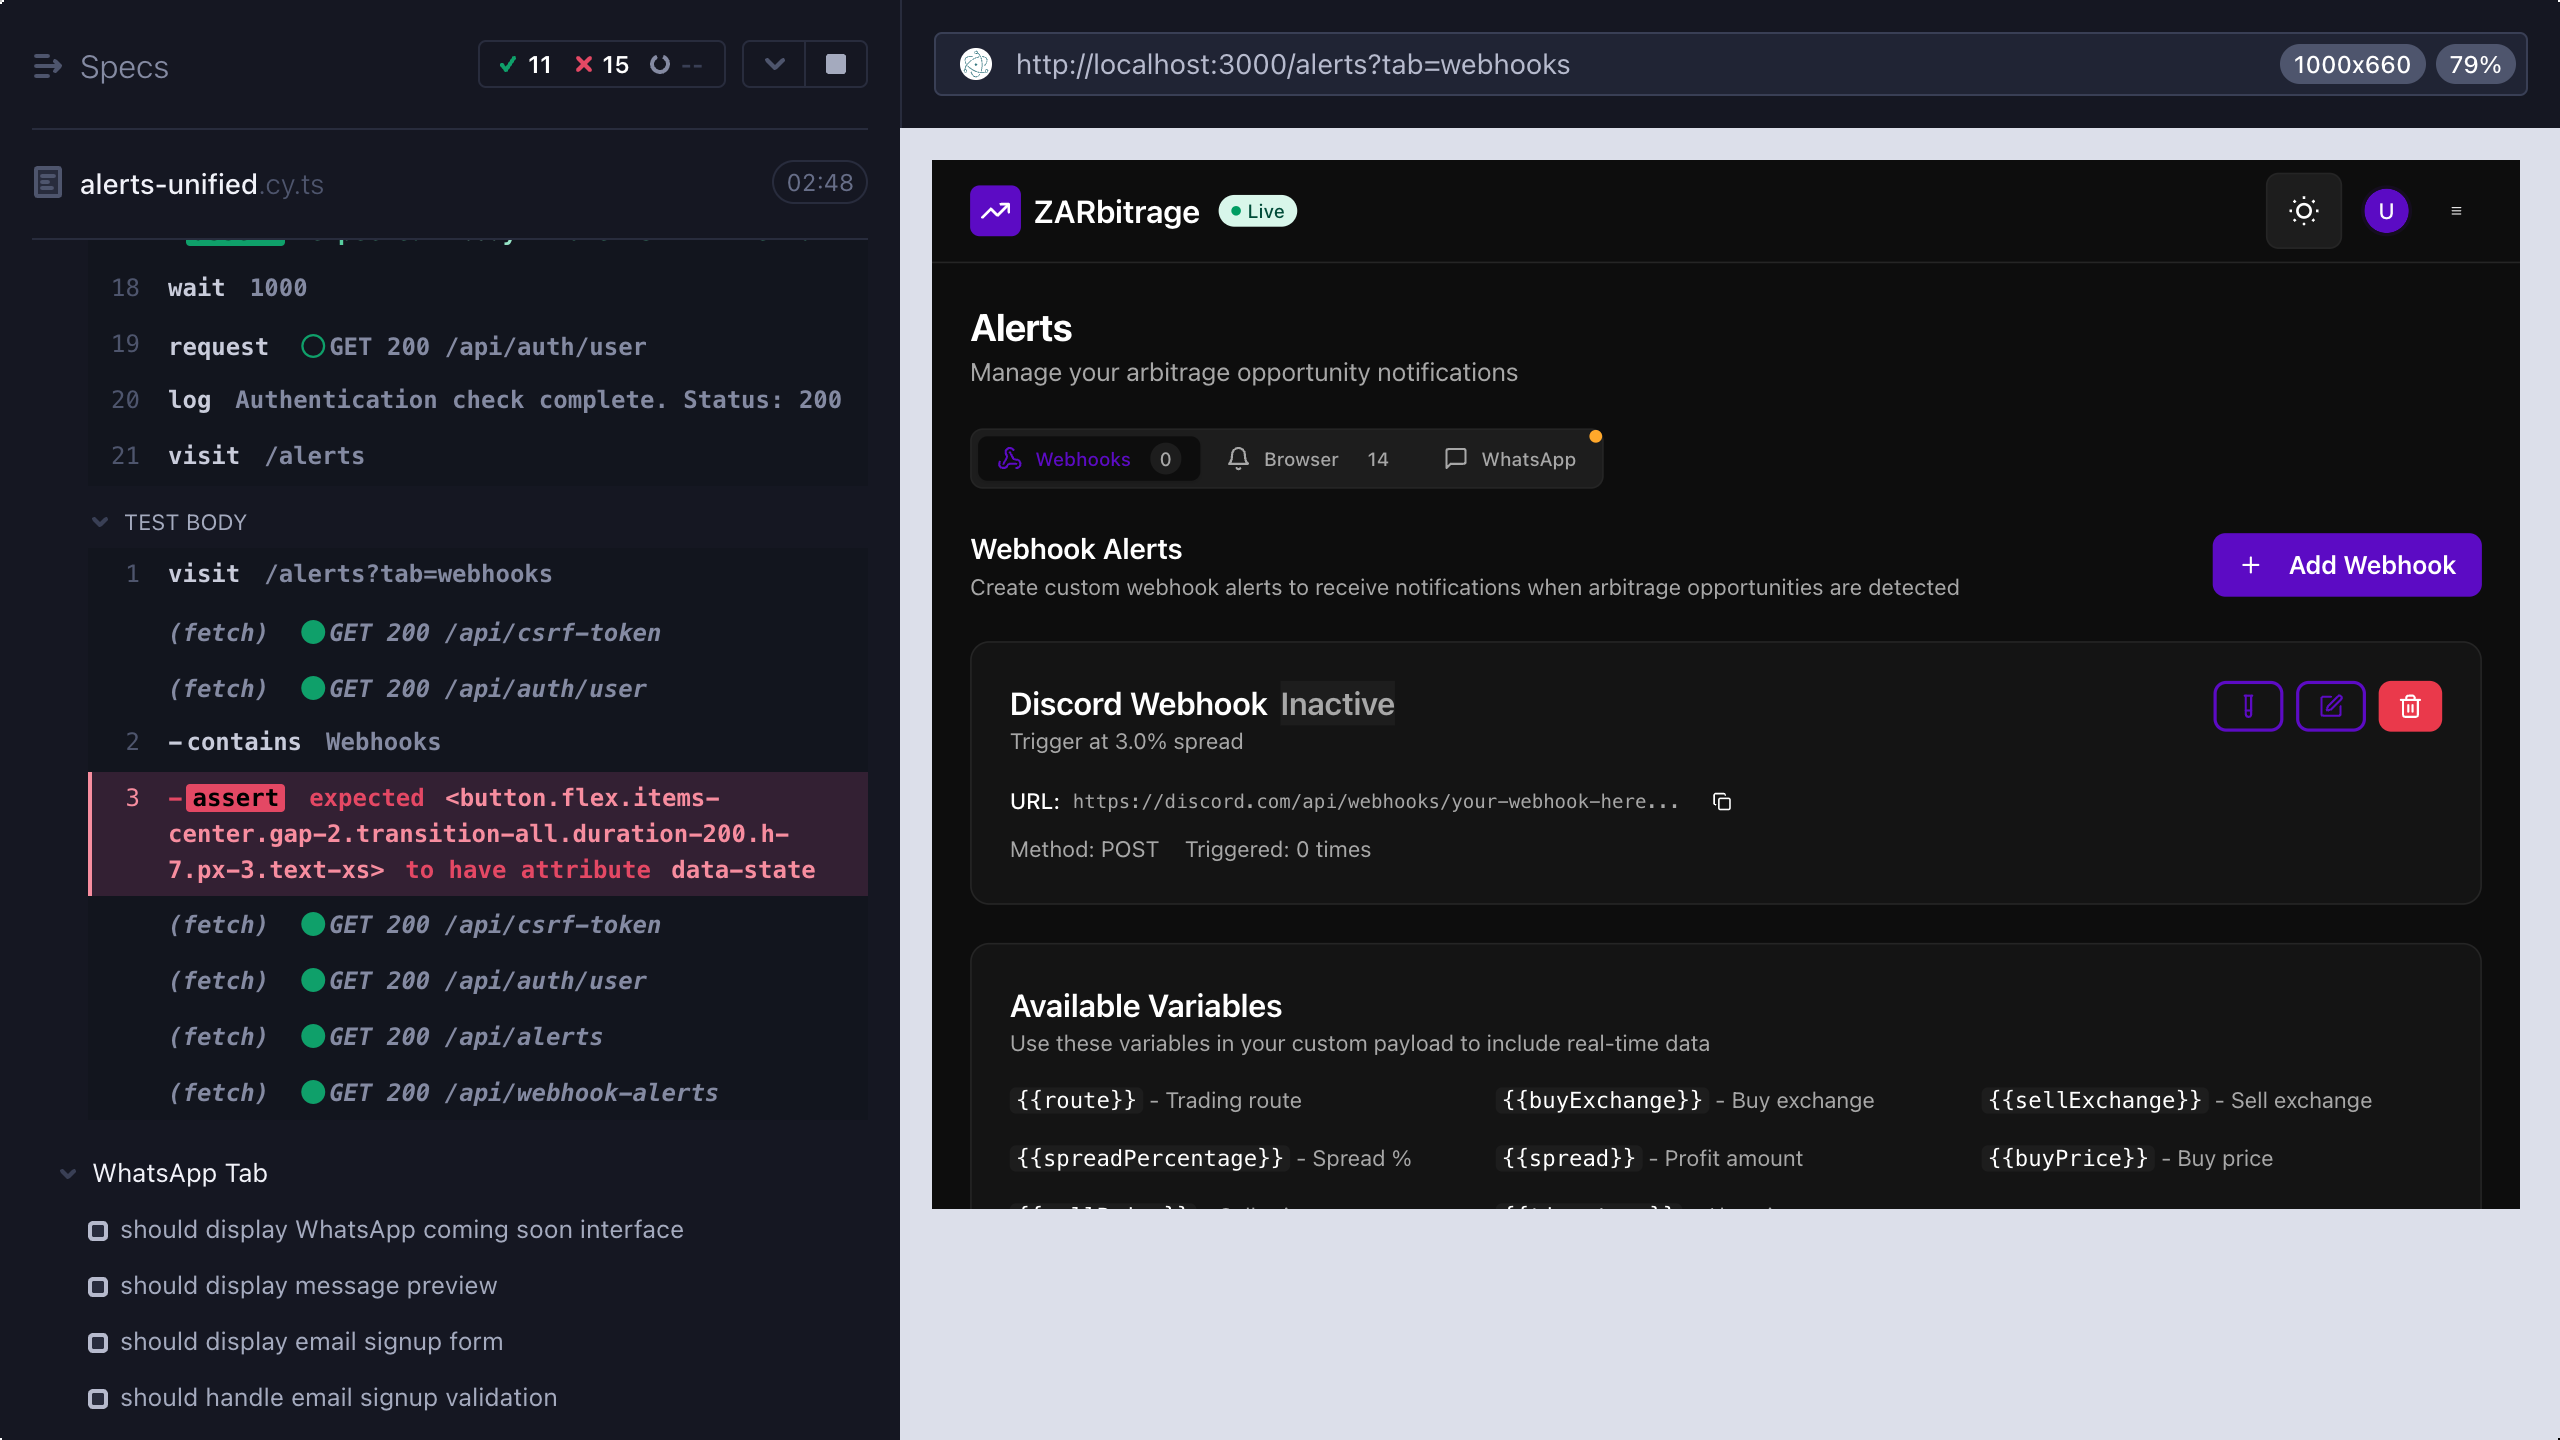 Specs
11 15 --
alerts-unified.cy.ts
02:48
18 wait 1000
19 request GET 200 /api/auth/user
20 log Authentication check complete. Status: 200
21 visit /alerts
TEST BODY
1 visit /alerts?tab=webhooks
(fetch) GET 200 /api/csrf-token
(fetch) GET 200 /api/auth/user
2 -contains Webhooks
3 -assert expected <button.flex.items-
center.gap-2.transition-all.duration-200.h-
7.px-3.text-xs> to have attribute data-state
(fetch) GET 200 /api/csrf-token
(fetch) GET 200 /api/auth/user
(fetch) GET 200 /api/alerts
(fetch) GET 200 /api/webhook-alerts
WhatsApp Tab
should display WhatsApp coming soon interface
should display message preview
should display email signup form
should handle email signup validation
http://localhost:3000/alerts?tab=webhooks
1000x660 79%
ZARbitrage Live
U
Alerts
Manage your arbitrage opportunity notifications
Webhooks 0 Browser 14 WhatsApp
Webhook Alerts
Create custom webhook alerts to receive notifications when arbitrage opportunities are detected
+ Add Webhook
Discord Webhook Inactive
Trigger at 3.0% spread
URL: https://discord.com/api/webhooks/your-webhook-here...
Method: POST Triggered: 0 times
Available Variables
Use these variables in your custom payload to include real-time data
{{route}} - Trading route {{buyExchange}} - Buy exchange {{sellExchange}} - Sell exchange
{{spreadPercentage}} - Spread % {{spread}} - Profit amount {{buyPrice}} - Buy price